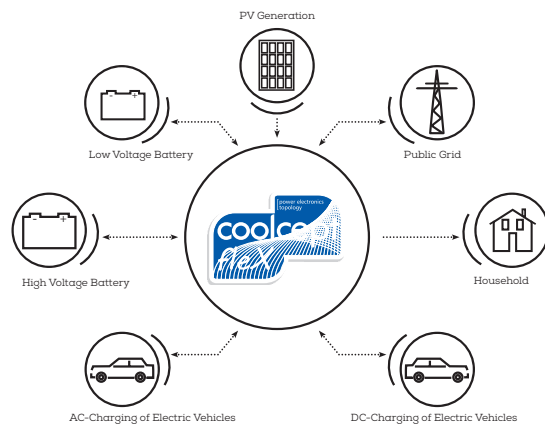 PV Generation
Low Voltage Battery
Public Grid
power electronics
topology
coolcept
fleX
High Voltage Battery
Household
AC-Charging of Electric Vehicles
DC-Charging of Electric Vehicles